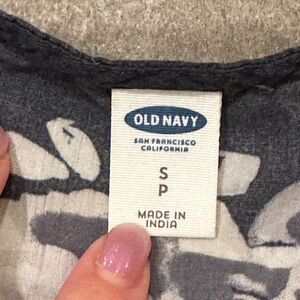 OLD NAVY
SAN FRANCISCO
CALIFORNIA
S
P
MADE IN
INDIA